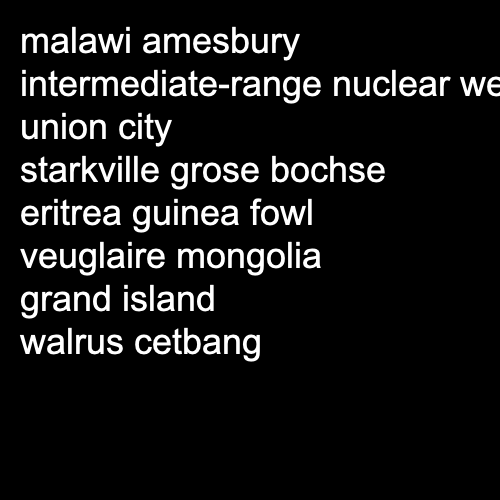 malawi amesbury
intermediate-range nuclear we
union city
starkville grose bochse
eritrea guinea fowl
veuglaire mongolia
grand island
walrus cetbang